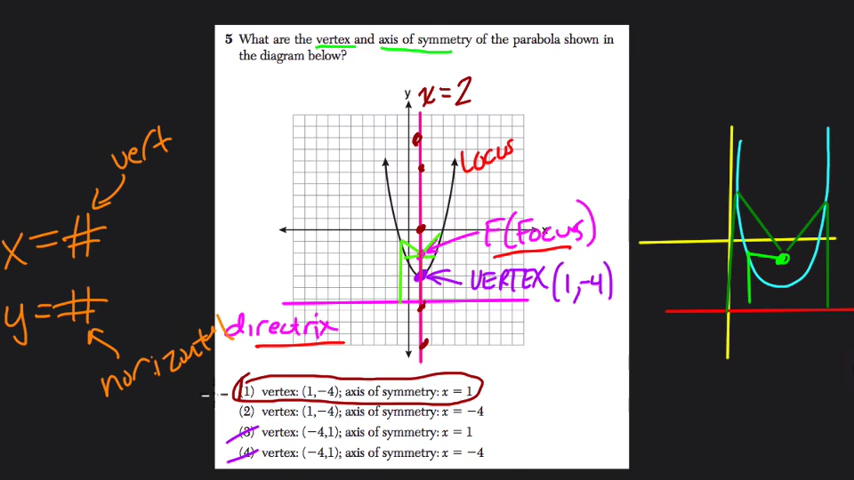 5 What are the vertex and axis of symmetry of the parabola shown in
the diagram below?
y
x=2
Locus
vert
x=#
F(Focus)
x
VERTEX (1,-4)
y=#
directrix
horizontal
(1) vertex: (1,−4); axis of symmetry: x = 1
(2) vertex: (1,−4); axis of symmetry: x = −4
(3) vertex: (−4,1); axis of symmetry: x = 1
(4) vertex: (−4,1); axis of symmetry: x = −4